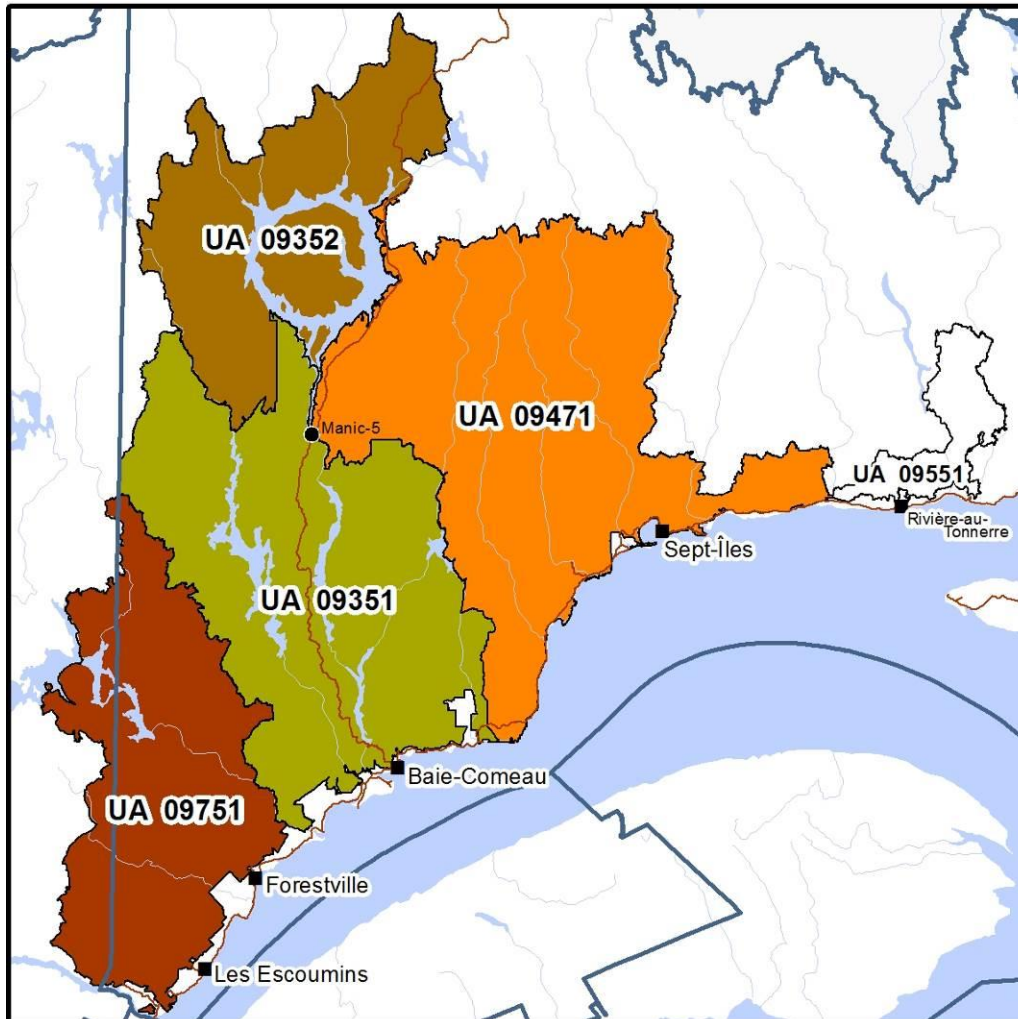 UA 09352
UA 09471
Manic-5
UA 09551
Rivière-au-
Tonnerre
Sept-Îles
UA 09351
Baie-Comeau
UA 09751
Forestville
Les Escoumins